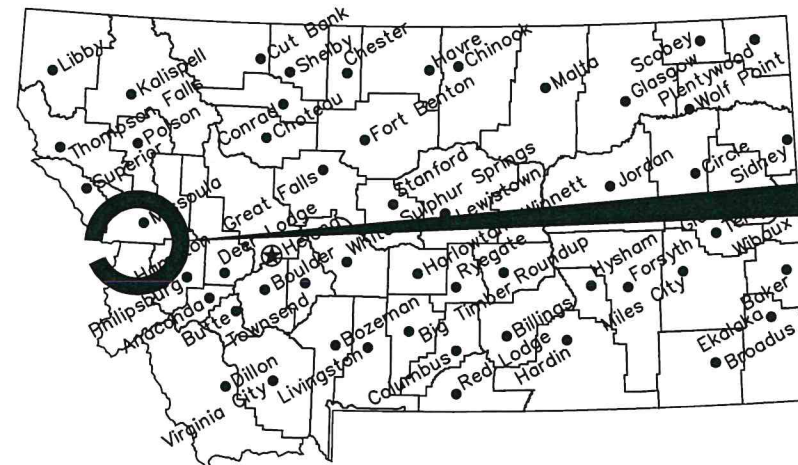 Libby
Kalispell
Cut Bank
Shelby
Chester
Havre
Chinook
Malta
Scobey
Glasgow
Plentywood
Wolf Point
Thompson Falls
Polson
Superior
Conrad
Choteau
Fort Benton
Missoula
Great Falls
Stanford
Lewistown
Winnett
Jordan
Circle
Sidney
Deer Lodge
Helena
White Sulphur Springs
Harlowton
Ryegate
Roundup
Hysham
Forsyth
Miles City
Wibaux
Baker
Ekalaka
Broadus
Philipsburg
Anaconda
Butte
Boulder
Townsend
Bozeman
Big Timber
Billings
Hardin
Livingston
Columbus
Red Lodge
Dillon
Virginia City